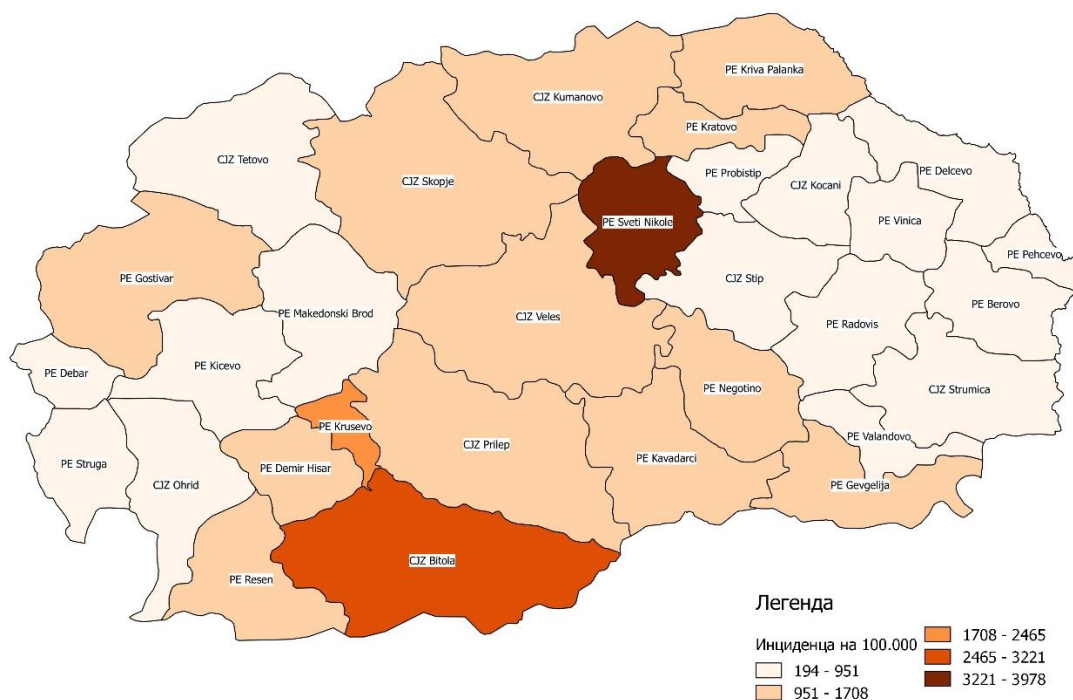 PE Kriva Palanka
CJZ Kumanovo
PE Kratovo
CJZ Tetovo
CJZ Skopje
PE Probistip
PE Delcevo
CJZ Kocani
PE Sveti Nikole
PE Vinica
PE Pehcevo
PE Gostivar
CJZ Stip
PE Berovo
PE Makedonski Brod
CJZ Veles
PE Radovis
PE Debar
PE Kicevo
PE Negotino
CJZ Strumica
PE Krusevo
PE Valandovo
CJZ Prilep
PE Struga
PE Demir Hisar
PE Kavadarci
CJZ Ohrid
PE Gevgelija
CJZ Bitola
PE Resen
Легенда
Инциденца на 100.000
194 - 951
951 - 1708
1708 - 2465
2465 - 3221
3221 - 3978